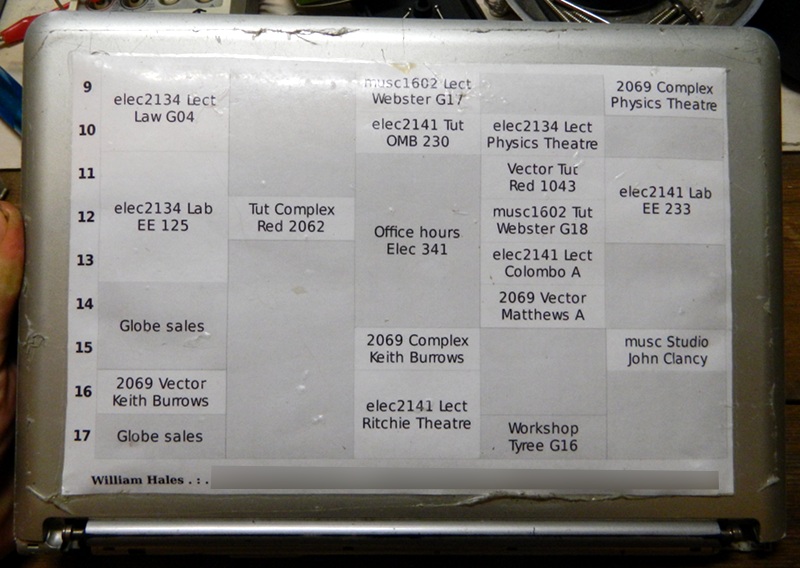 9
musc1602 Lect
Webster G17
2069 Complex
Physics Theatre
elec2134 Lect
Law G04
10
elec2141 Tut
OMB 230
elec2134 Lect
Physics Theatre
11
Vector Tut
Red 1043
elec2141 Lab
EE 233
12
elec2134 Lab
EE 125
Tut Complex
Red 2062
Office hours
Elec 341
musc1602 Tut
Webster G18
13
elec2141 Lect
Colombo A
14
Globe sales
2069 Vector
Matthews A
15
2069 Complex
Keith Burrows
musc Studio
John Clancy
16
2069 Vector
Keith Burrows
elec2141 Lect
Ritchie Theatre
17
Globe sales
Workshop
Tyree G16
William Hales . : .